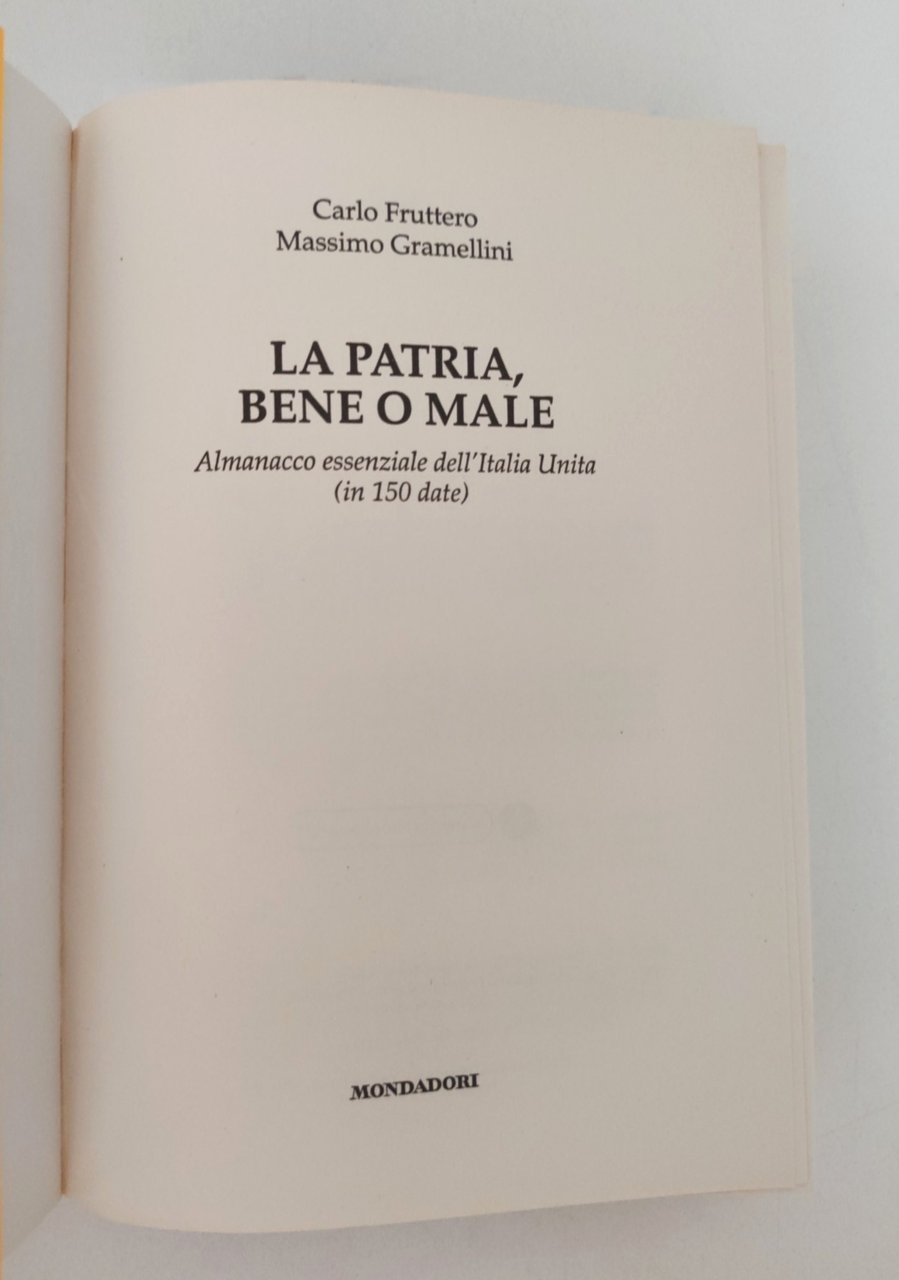 Carlo Fruttero
Massimo Gramellini
LA PATRIA,
BENE O MALE
Almanacco essenziale dell'Italia Unita
(in 150 date)
MONDADORI